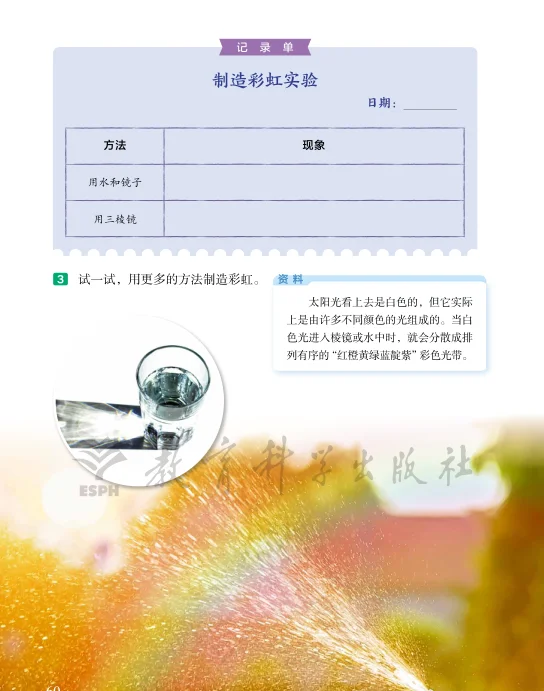 记录单
制造彩虹实验
日期：
方法 现象
用水和镜子
用三棱镜
3 试一试，用更多的方法制造彩虹。
资料
太阳光看上去是白色的，但它实际
上是由许多不同颜色的光组成的。当白
色光进入棱镜或水中时，就会分散成排
列有序的“红橙黄绿蓝靛紫”彩色光带。
ESPH 教育科学出版社
60